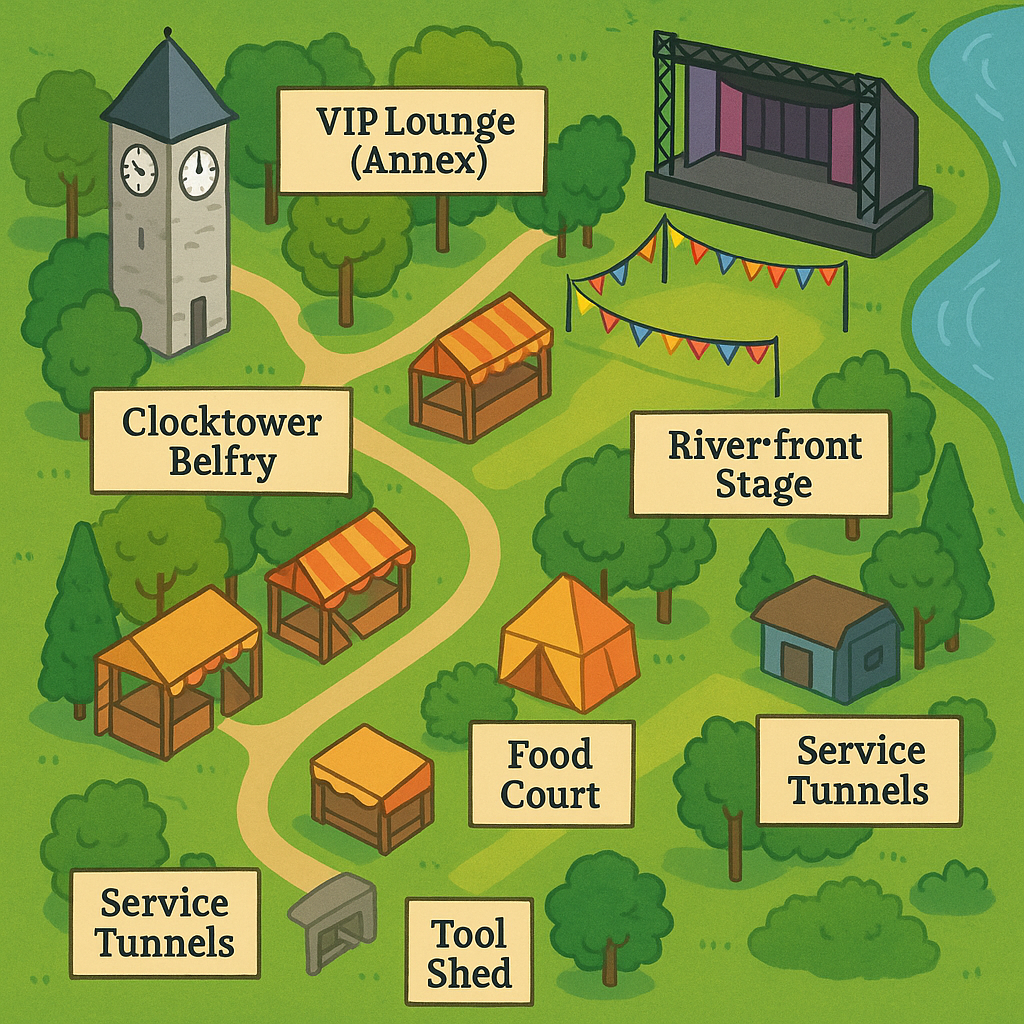 VIP Lounge
(Annex)
Clocktower
Belfry
River•front
Stage
Food
Court
Service
Tunnels
Service
Tunnels
Tool
Shed